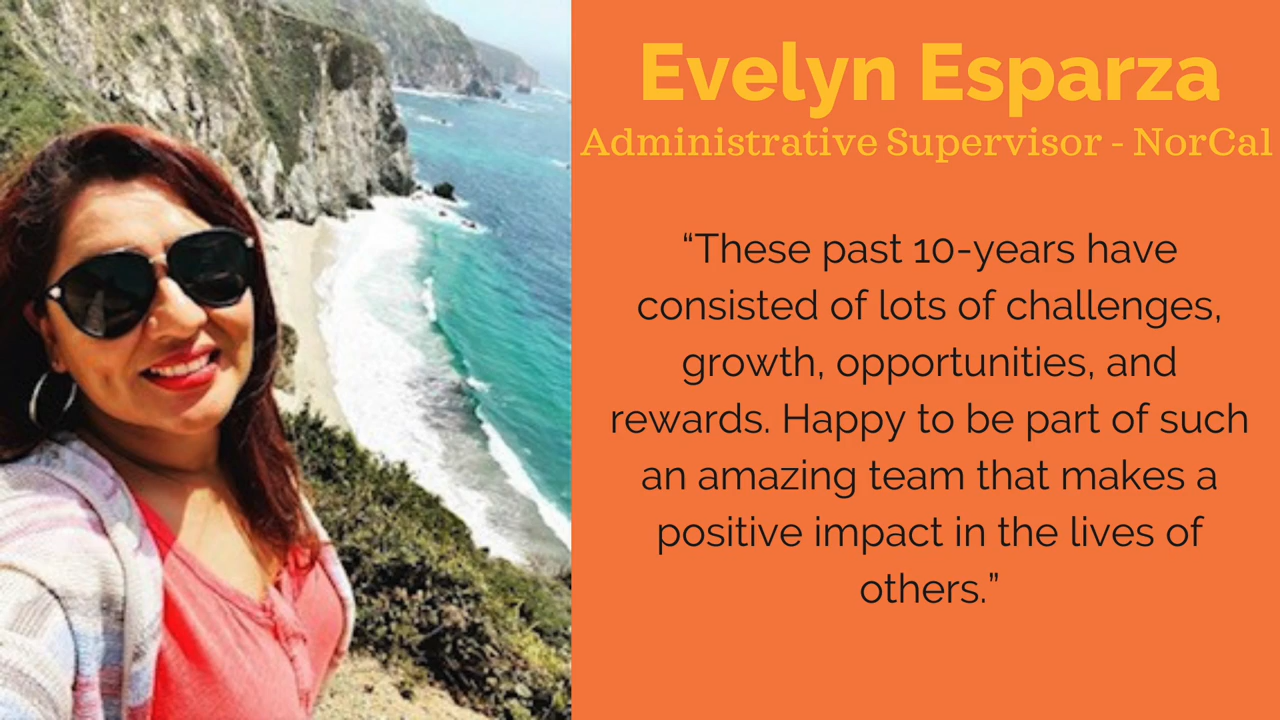 Evelyn Esparza
Administrative Supervisor - NorCal
“These past 10-years have
consisted of lots of challenges,
growth, opportunities, and
rewards. Happy to be part of such
an amazing team that makes a
positive impact in the lives of
others.”